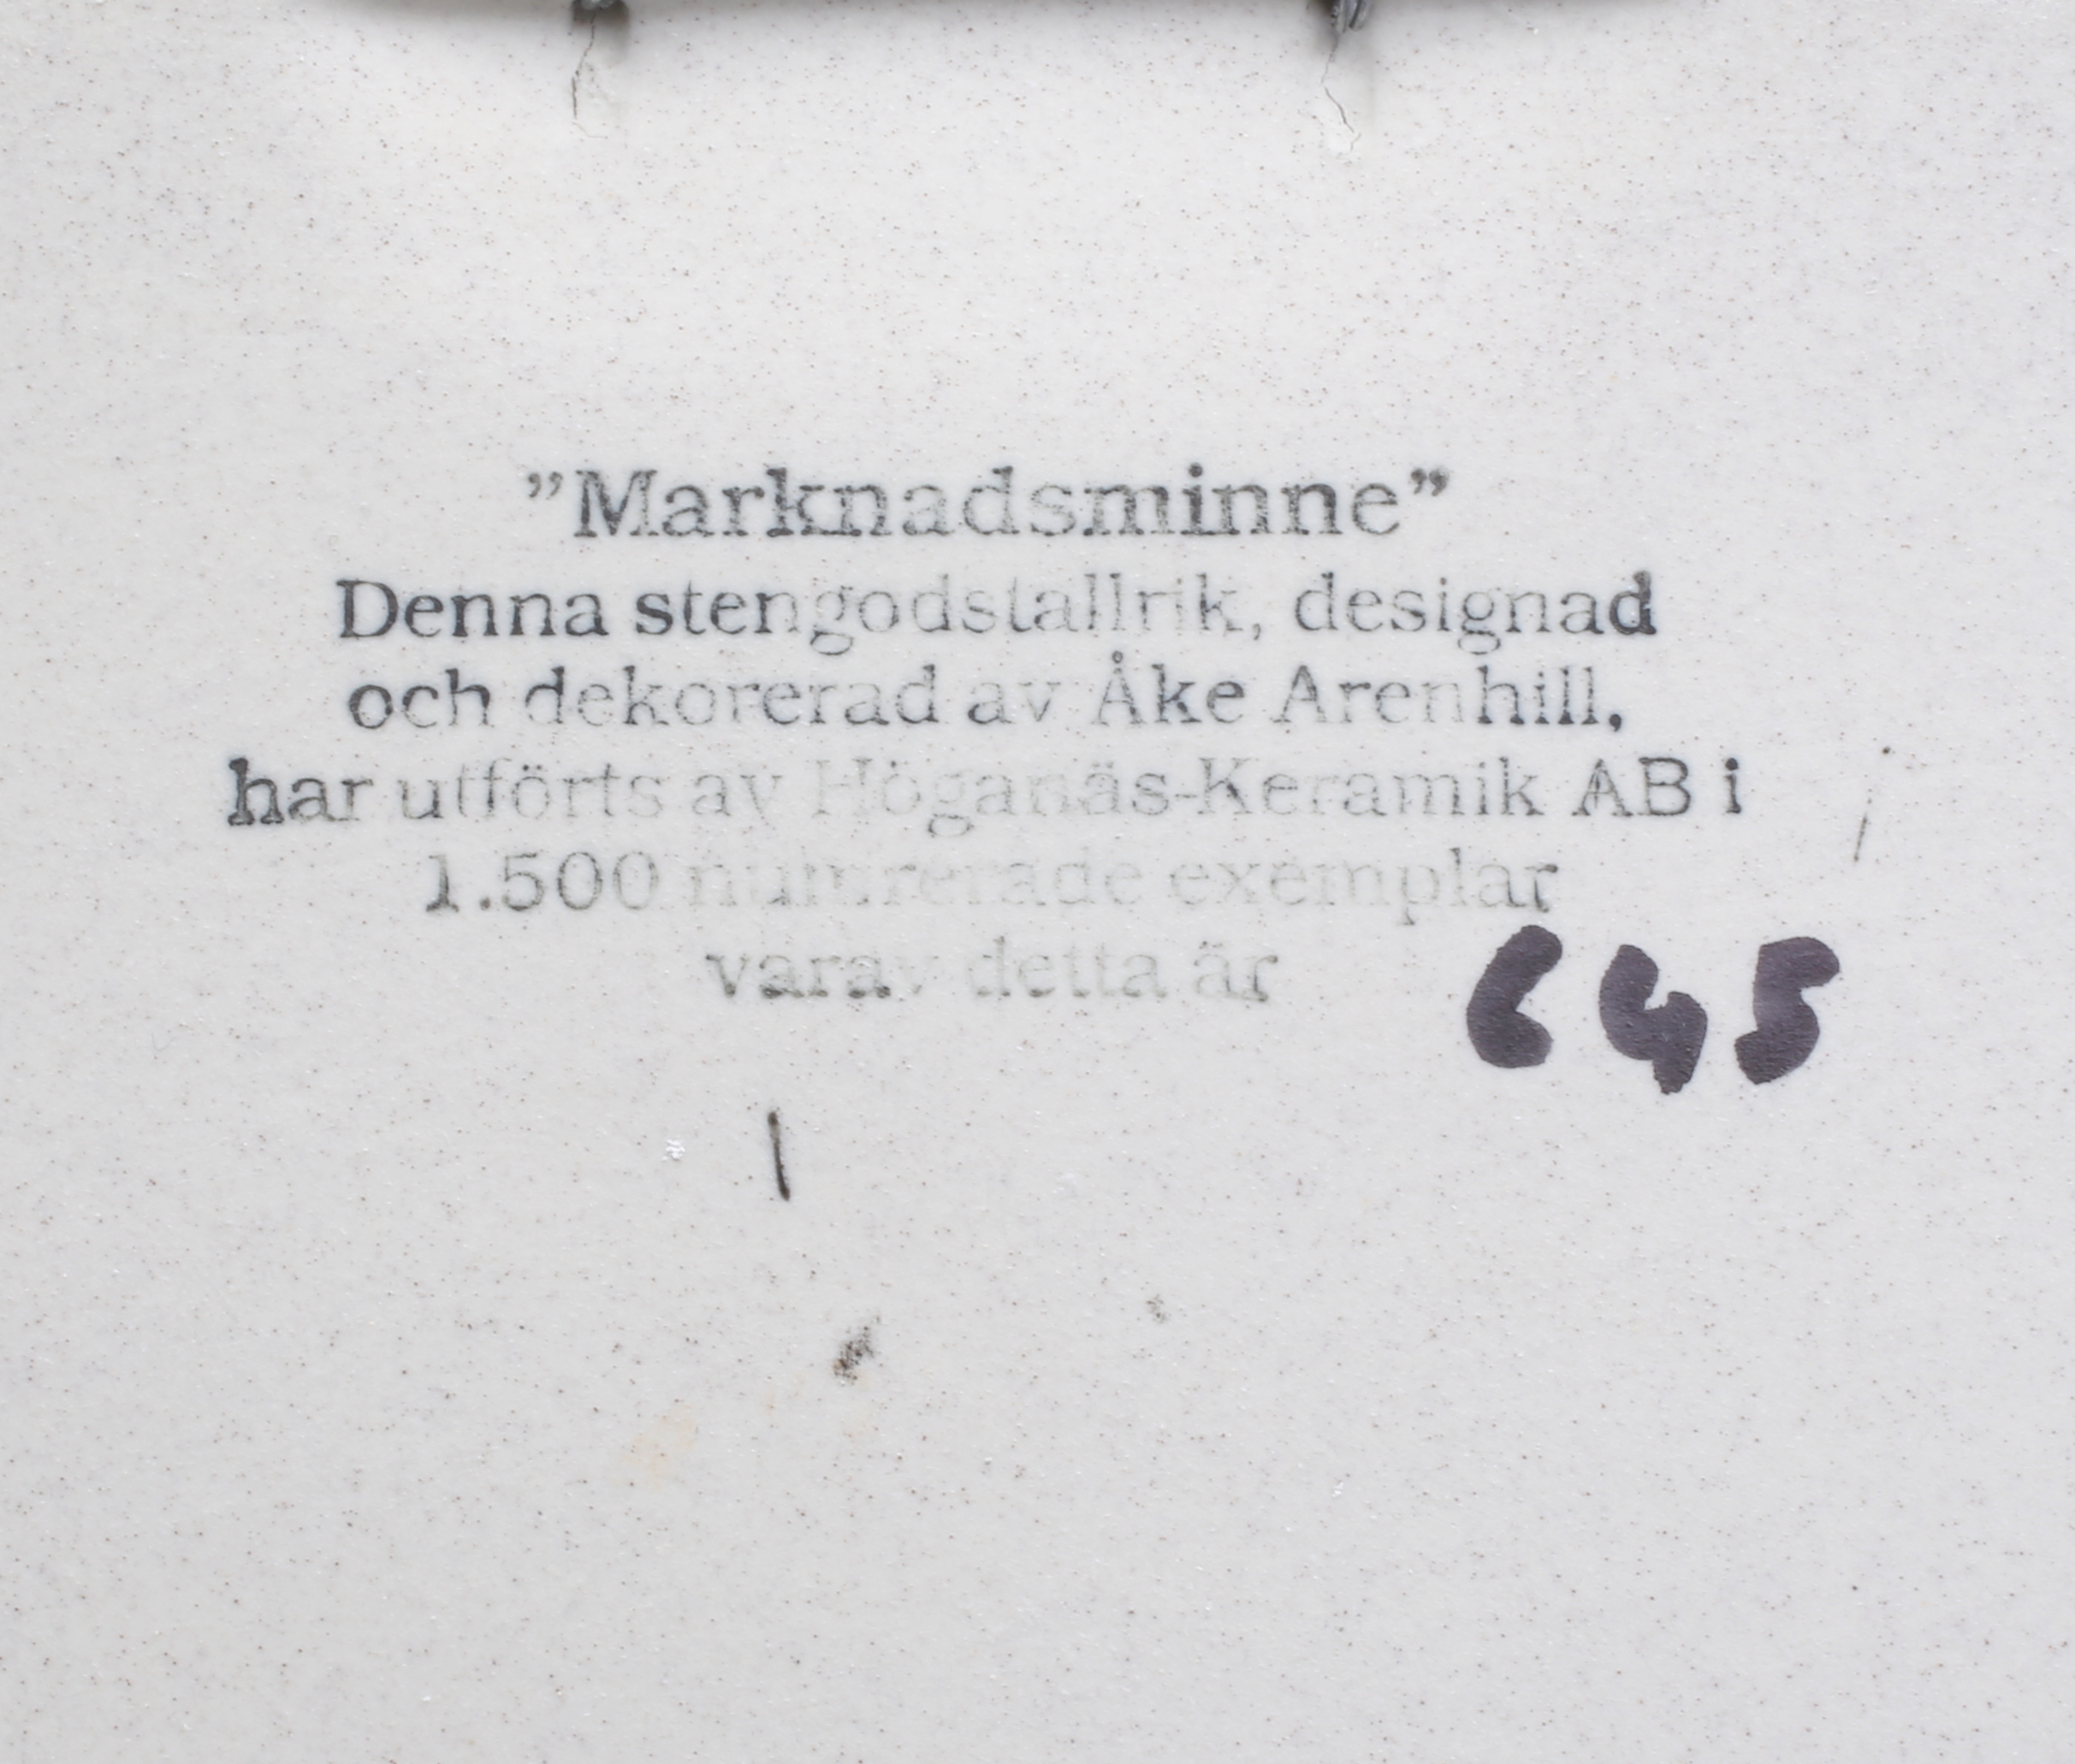 ”Marknadsminne”
Denna stengodstallrik, designad
och dekorerad av Åke Arenhill,
har utförts av Höganäs-Keramik AB i
1.500 numrerade exemplar
varav detta är 645